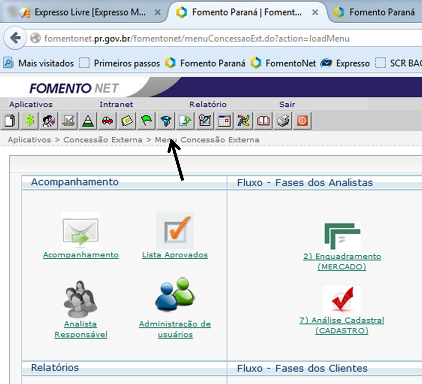 Expresso Livre [Expresso M...
Fomento Paraná | Foment...
Fomento Paraná
fomentonet.pr.gov.br/fomentonet/menuConcessaoExt.do?action=loadMenu
Mais visitados
Primeiros passos
Fomento Paraná
FomentoNet
Expresso
SCR BAC
FOMENTO NET
Aplicativos
Intranet
Relatório
Sair
Aplicativos > Concessão Externa > Menu Concessão Externa
Acompanhamento
Fluxo - Fases dos Analistas
Acompanhamento
Lista Aprovados
2) Enquadramento
(MERCADO)
Analista
Responsável
Administração de
usuários
7) Análise Cadastral
(CADASTRO)
Relatórios
Fluxo - Fases dos Clientes